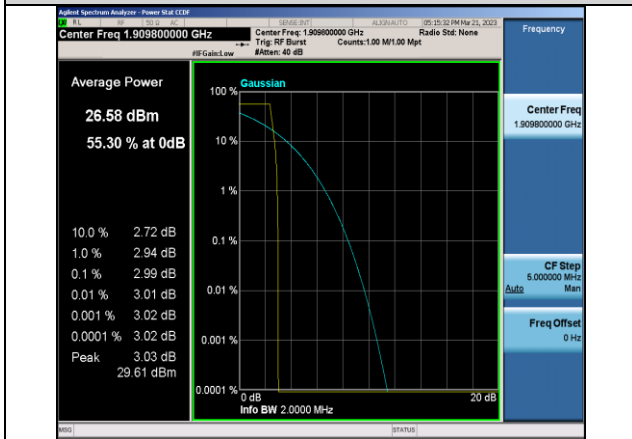 Agilent Spectrum Analyzer - Power Stat CCDF
RL RF 50 Ω AC SENSE:INT ALIGNAUTO 05:15:32 PM Mar 21, 2023
Center Freq 1.909800000 GHz
Center Freq: 1.909800000 GHz Radio Std: None
Trig: RF Burst Counts:1.00 M/1.00 Mpt
#IFGain:Low #Atten: 40 dB
Frequency
Average Power
26.58 dBm
55.30 % at 0dB
10.0 % 2.72 dB
1.0 % 2.94 dB
0.1 % 2.99 dB
0.01 % 3.01 dB
0.001 % 3.02 dB
0.0001 % 3.02 dB
Peak 3.03 dB
29.61 dBm
Gaussian
100 %
10 %
1 %
0.1 %
0.01 %
0.001 %
0.0001 %
0 dB 20 dB
Info BW 2.0000 MHz
Center Freq
1.909800000 GHz
CF Step
5.000000 MHz
Auto Man
Freq Offset
0 Hz
MSG STATUS